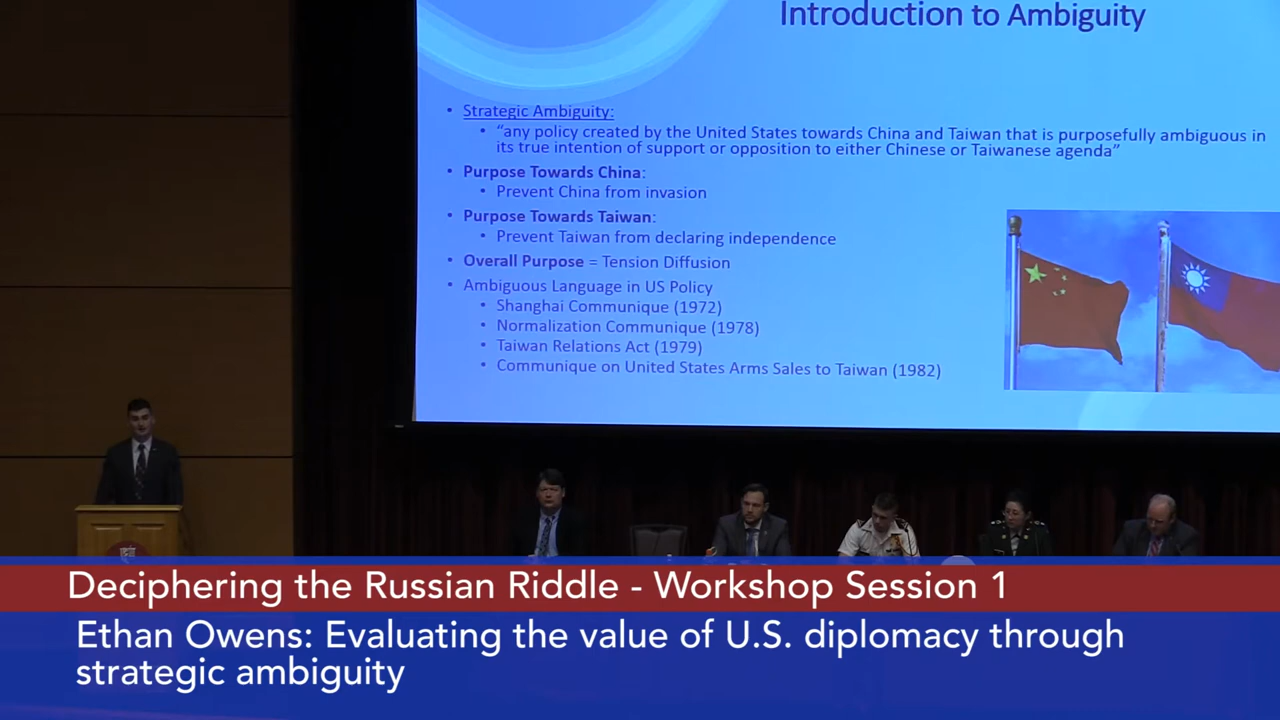 Introduction to Ambiguity
• Strategic Ambiguity:
• “any policy created by the United States towards China and Taiwan that is purposefully ambiguous in
its true intention of support or opposition to either Chinese or Taiwanese agenda”
• Purpose Towards China:
• Prevent China from invasion
• Purpose Towards Taiwan:
• Prevent Taiwan from declaring independence
• Overall Purpose = Tension Diffusion
• Ambiguous Language in US Policy
• Shanghai Communique (1972)
• Normalization Communique (1978)
• Taiwan Relations Act (1979)
• Communique on United States Arms Sales to Taiwan (1982)
Deciphering the Russian Riddle - Workshop Session 1
Ethan Owens: Evaluating the value of U.S. diplomacy through
strategic ambiguity